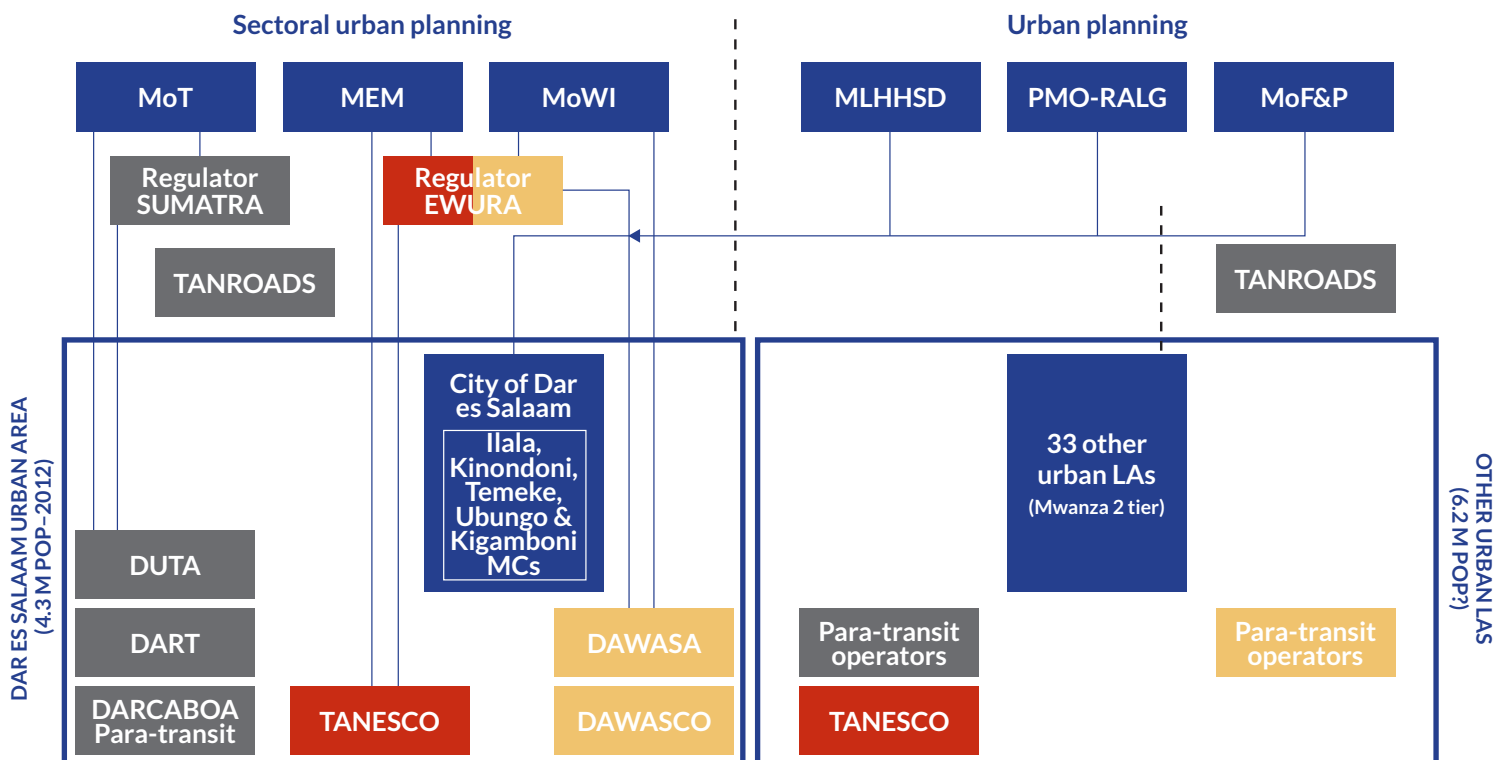 Sectoral urban planning
Urban planning
MoT
MEM
MoWI
MLHHSD
PMO-RALG
MoF&P
Regulator
SUMATRA
Regulator
EWURA
TANROADS
TANROADS
DAR ES SALAAM URBAN AREA
(4.3 M POP–2012)
City of Dar
es Salaam
Ilala,
Kinondoni,
Temeke,
Ubungo &
Kigamboni
MCs
33 other
urban LAs
(Mwanza 2 tier)
OTHER URBAN LAS
(6.2 M POP?)
DUTA
DART
DAWASA
Para-transit
operators
Para-transit
operators
DARCABOA
Para-transit
TANESCO
DAWASCO
TANESCO